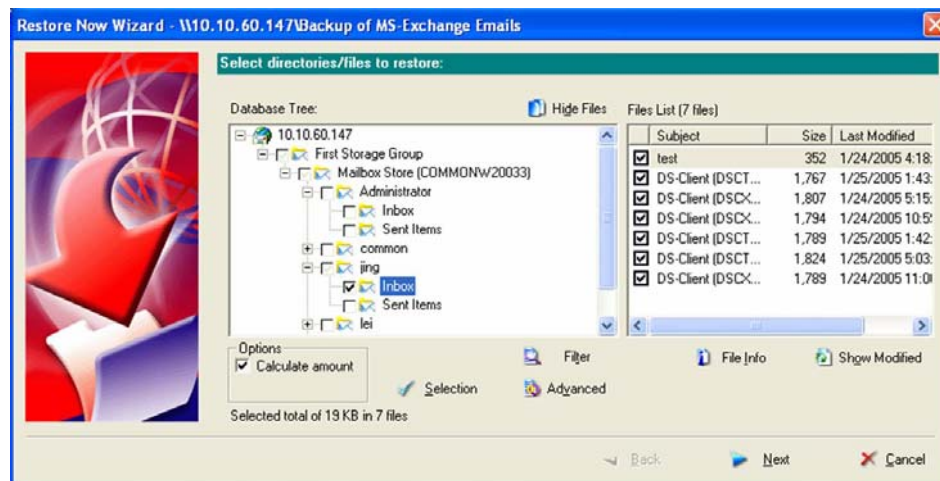 Restore Now Wizard - \\10.10.60.147\Backup of MS-Exchange Emails
Select directories/files to restore:
Database Tree:
Hide Files
10.10.60.147
First Storage Group
Mailbox Store (COMMONW20033)
Administrator
Inbox
Sent Items
common
jing
Inbox
Sent Items
lei
Files List (7 files)
Subject Size Last Modified
test 352 1/24/2005 4:18:
DS-Client (DSCT... 1,767 1/25/2005 1:43:
DS-Client (DSCX... 1,807 1/24/2005 5:15:
DS-Client (DSCX... 1,794 1/24/2005 10:5
DS-Client (DSCT... 1,789 1/25/2005 1:42:
DS-Client (DSCT... 1,824 1/25/2005 5:03:
DS-Client (DSCX... 1,789 1/24/2005 11:0
Options
Calculate amount
Filter
File Info
Show Modified
Selection
Advanced
Selected total of 19 KB in 7 files
Back
Next
Cancel